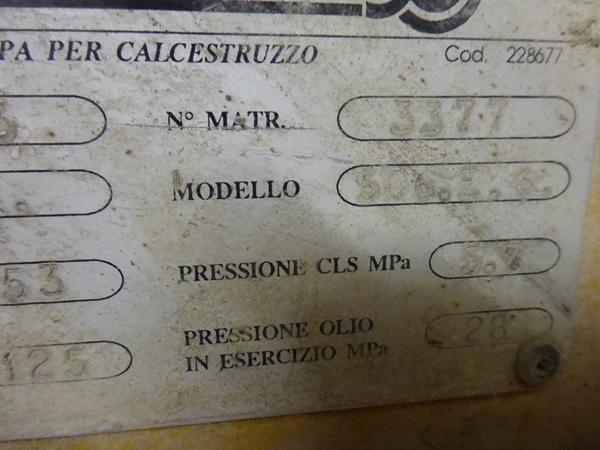 PA PER CALCESTRUZZO Cod. 228677
3 N° MATR. 3377
MODELLO
53 PRESSIONE CLS MPa
PRESSIONE OLIO 28
125 IN ESERCIZIO MPa